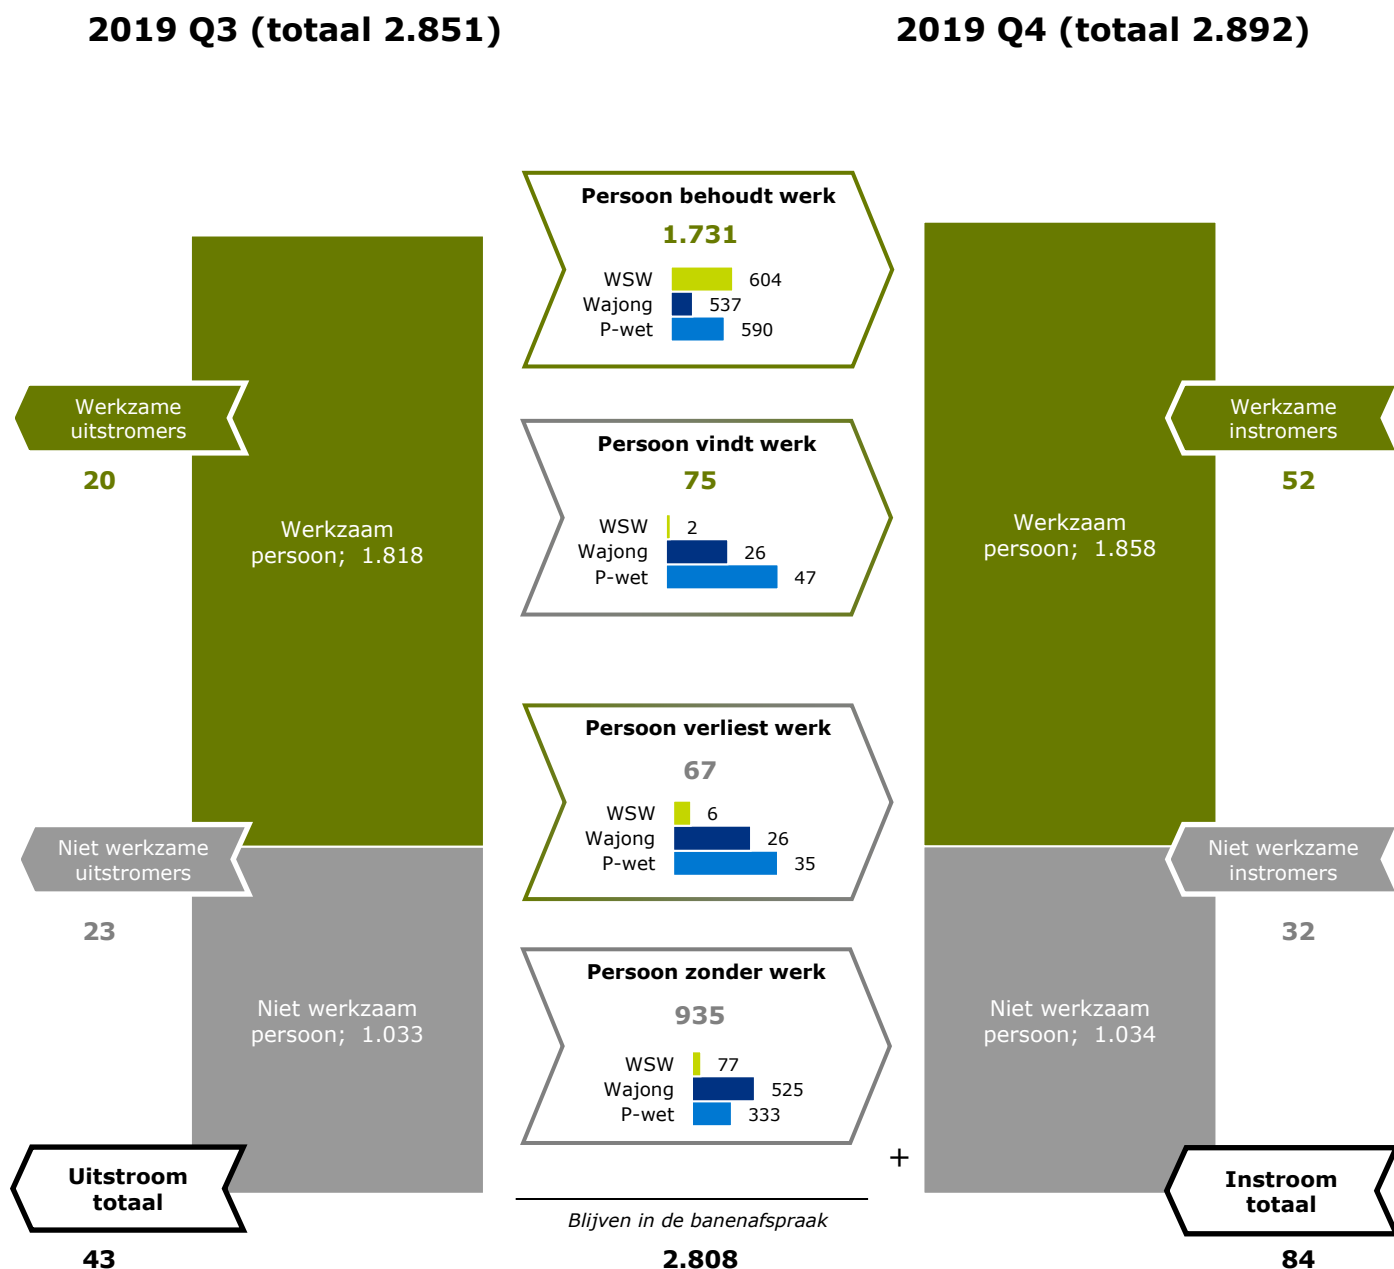 2019 Q3 (totaal 2.851)
2019 Q4 (totaal 2.892)
Persoon behoudt werk
1.731
WSW 604
Wajong 537
P-wet 590
Werkzame
uitstromers
20
Werkzaam
persoon; 1.818
Persoon vindt werk
75
WSW 2
Wajong 26
P-wet 47
Werkzaam
persoon; 1.858
Werkzame
instromers
52
Persoon verliest werk
67
WSW 6
Wajong 26
P-wet 35
Niet werkzame
uitstromers
23
Niet werkzame
instromers
32
Niet werkzaam
persoon; 1.033
Persoon zonder werk
935
WSW 77
Wajong 525
P-wet 333
Niet werkzaam
persoon; 1.034
+
Uitstroom
totaal
43
Blijven in de banenafspraak
2.808
Instroom
totaal
84